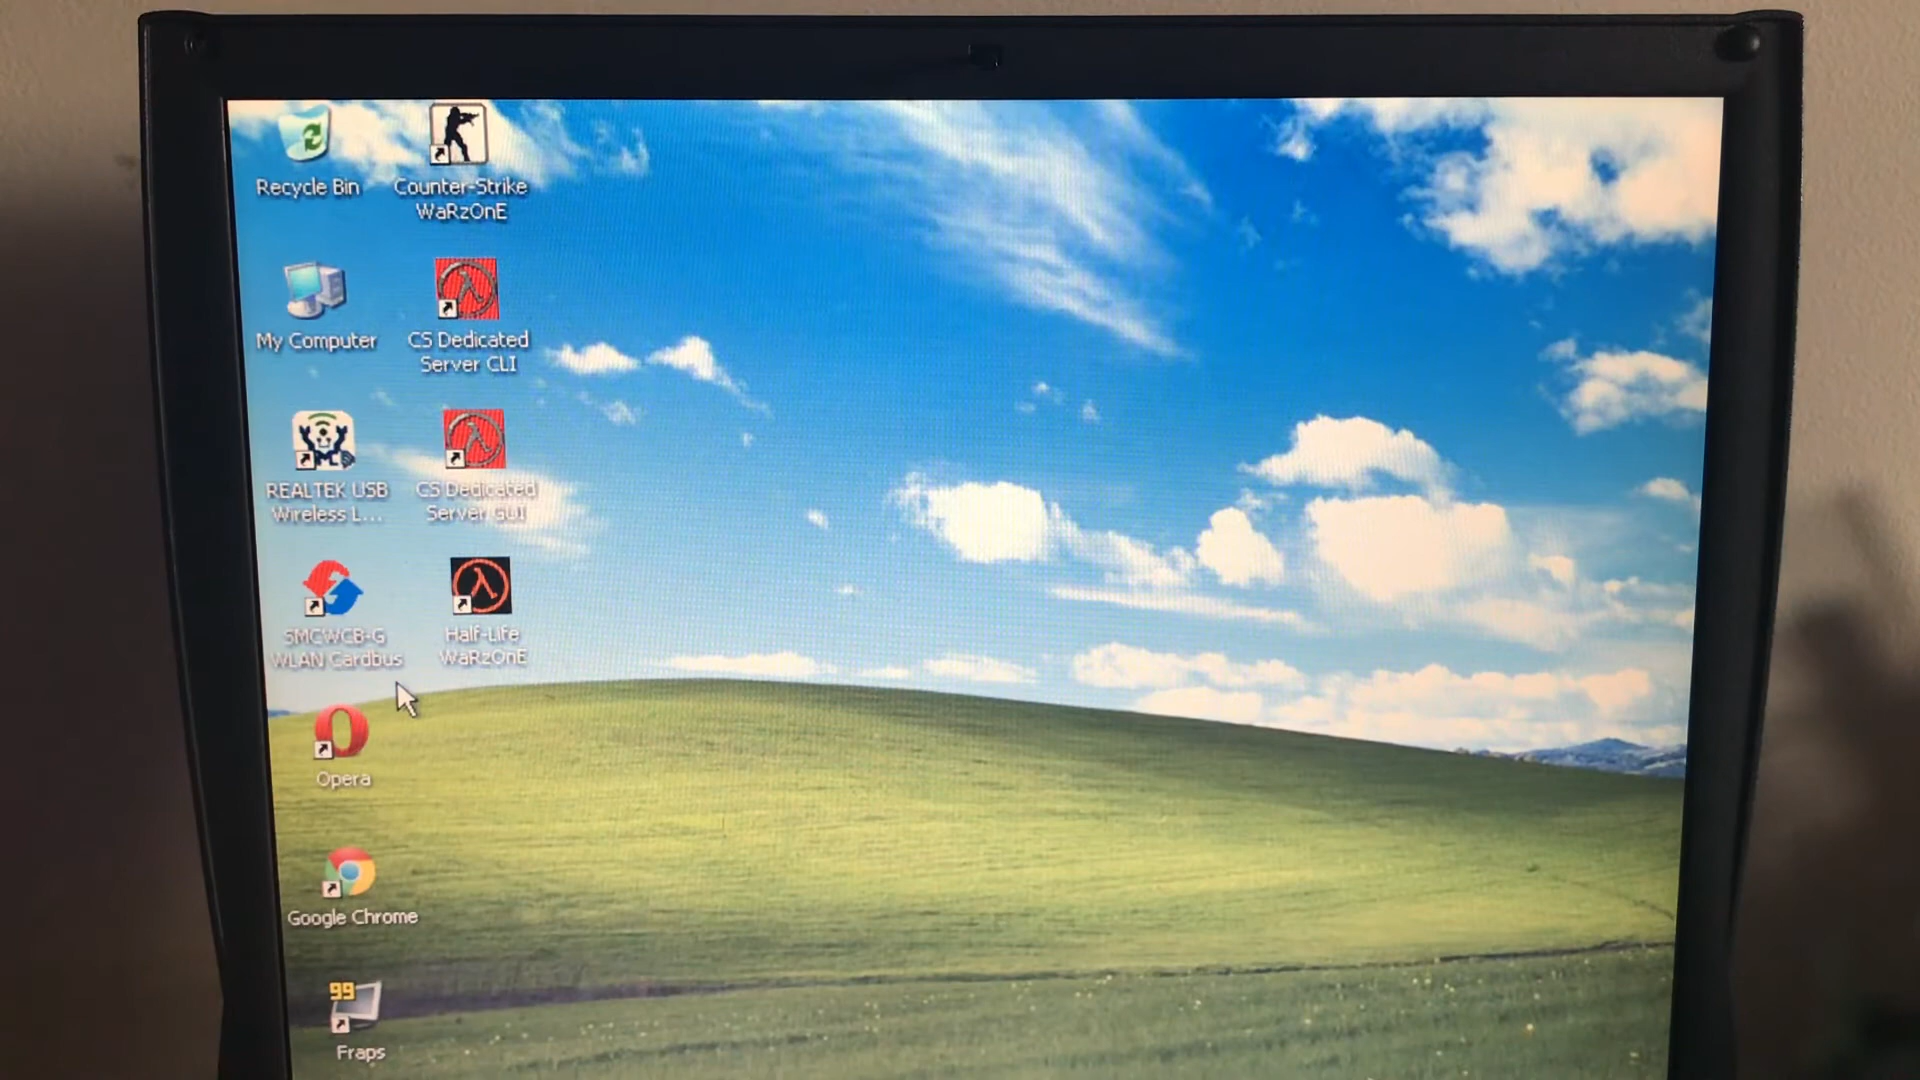 Recycle Bin
Counter-Strike
WaRzOnE
My Computer
CS Dedicated
Server CLI
REALTEK USB
Wireless L...
CS Dedicated
Server GUI
SMCWCB-G
WLAN Cardbus
Half-Life
WaRzOnE
Opera
Google Chrome
99
Fraps